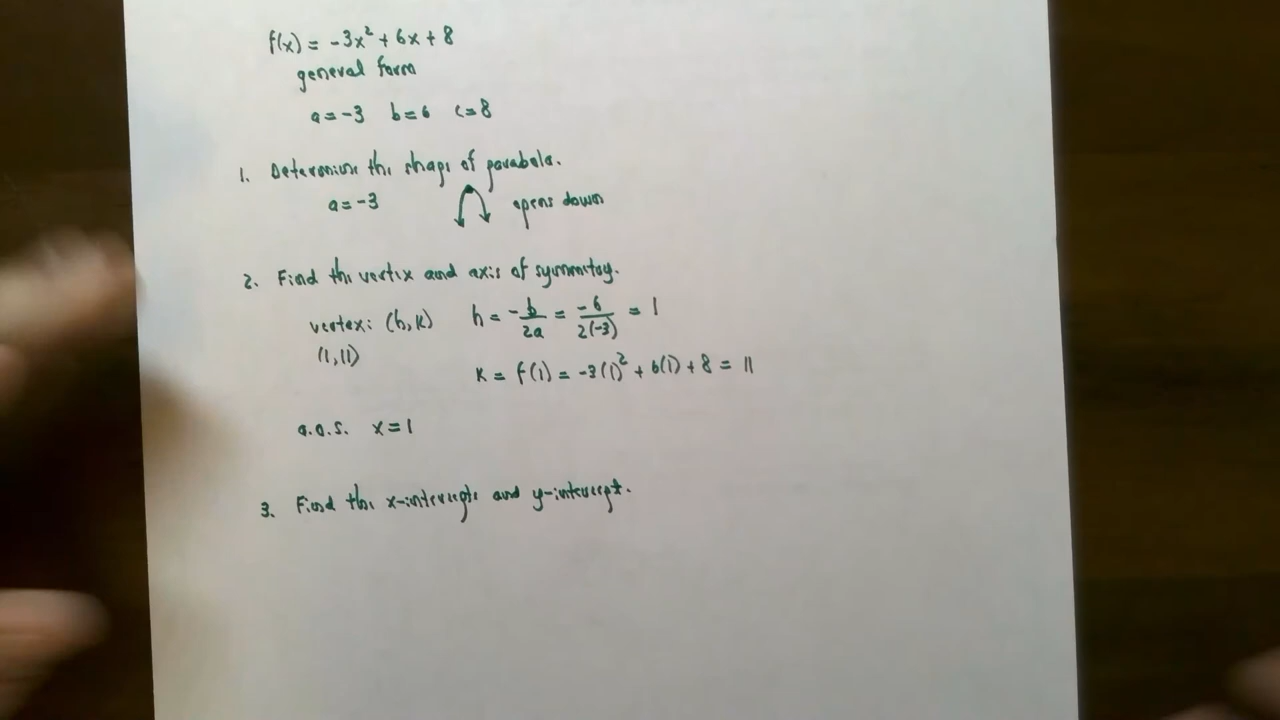 f(x) = -3x² + 6x + 8
general form
a = -3 b = 6 c = 8
1. Determine the shape of parabola.
a = -3 opens down
2. Find the vertex and axis of symmetry.
vertex: (h, k) h = -b/2a = -6/2(-3) = 1
(1, 11)
k = f(1) = -3(1)² + 6(1) + 8 = 11
a.o.s. x = 1
3. Find the x-intercepts and y-intercept.